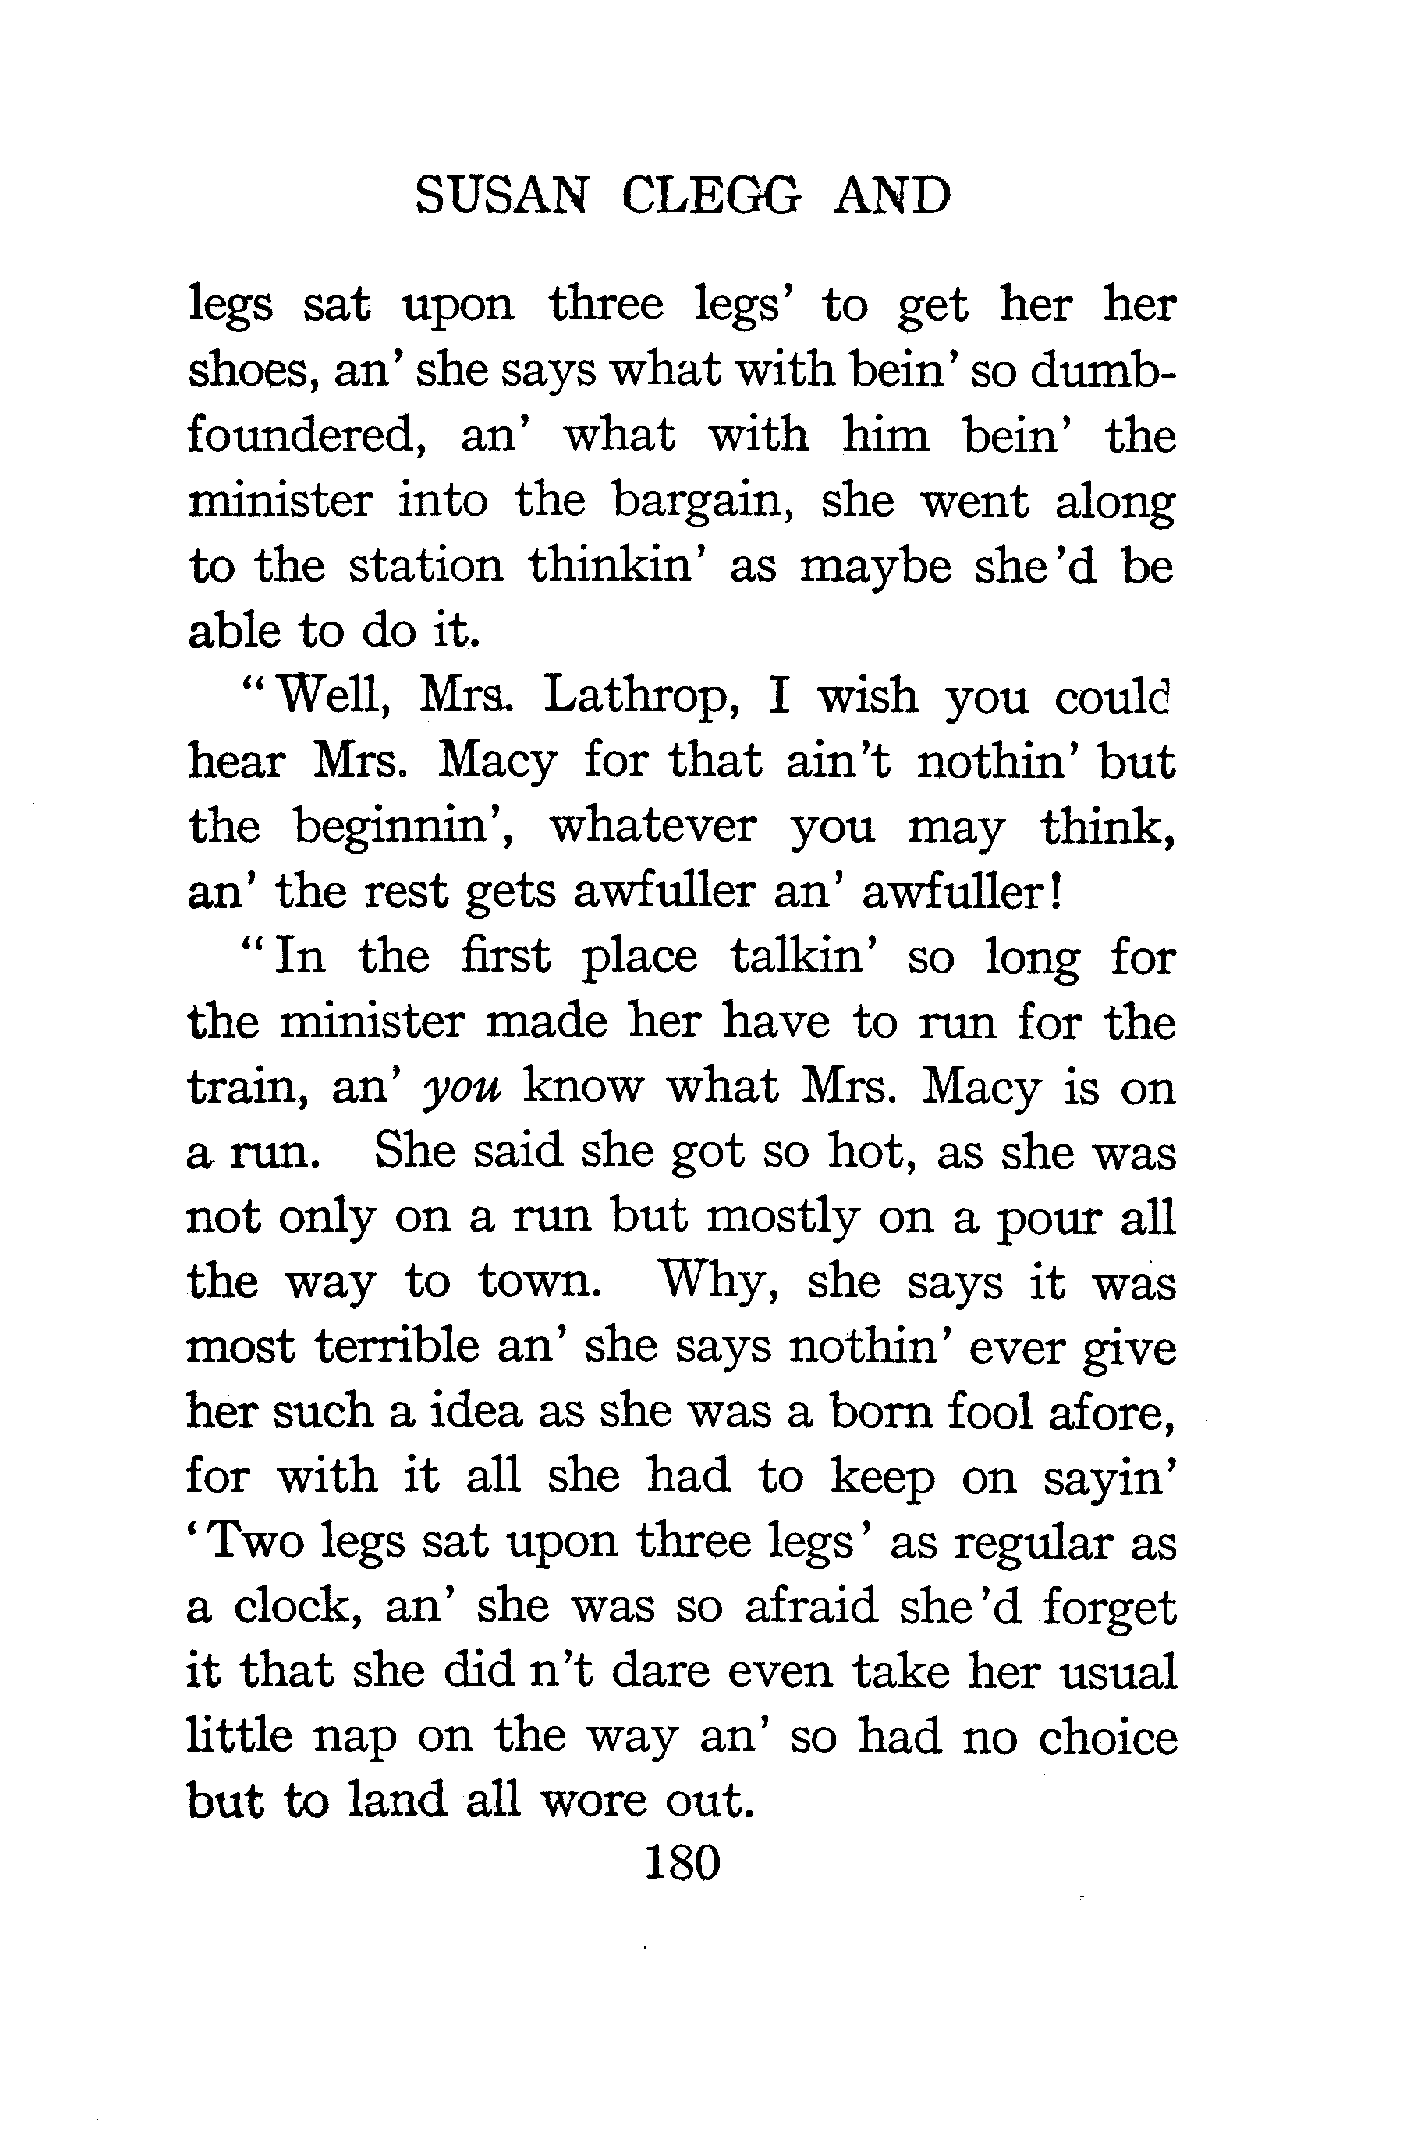 SUSAN CLEGG AND
legs sat upon three legs' to get her her
shoes, an' she says what with bein' so dumb-
foundered, an' what with him bein' the
minister into the bargain, she went along
to the station thinkin' as maybe she'd be
able to do it.
"Well, Mrs. Lathrop, I wish you could
hear Mrs. Macy for that ain't nothin' but
the beginnin', whatever you may think,
an' the rest gets awfuller an' awfuller!
"In the first place talkin' so long for
the minister made her have to run for the
train, an' you know what Mrs. Macy is on
a run. She said she got so hot, as she was
not only on a run but mostly on a pour all
the way to town. Why, she says it was
most terrible an' she says nothin' ever give
her such a idea as she was a born fool afore,
for with it all she had to keep on sayin'
'Two legs sat upon three legs' as regular as
a clock, an' she was so afraid she'd forget
it that she did n't dare even take her usual
little nap on the way an' so had no choice
but to land all wore out.
180